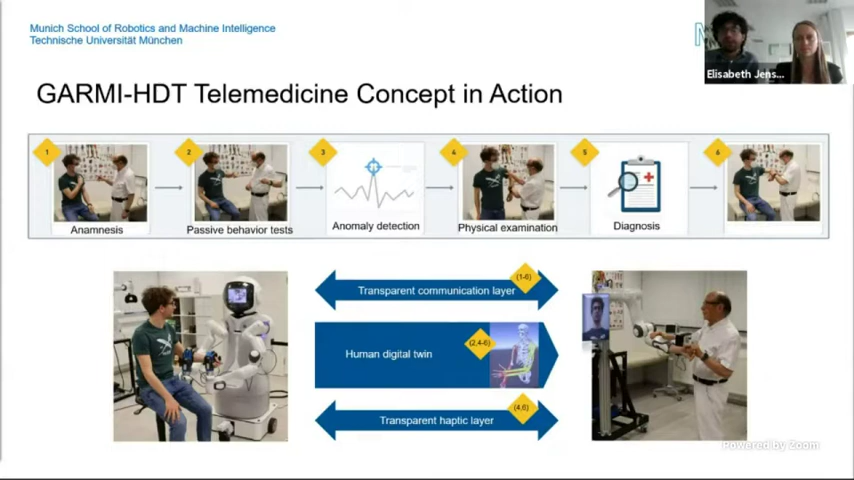 Munich School of Robotics and Machine Intelligence
Technische Universität München
Elisabeth Jens...
GARMI-HDT Telemedicine Concept in Action
1
2
3
4
5
6
Anamnesis
Passive behavior tests
Anomaly detection
Physical examination
Diagnosis
(1-6)
Transparent communication layer
(2,4-6)
Human digital twin
(4,6)
Transparent haptic layer
Powered by Zoom